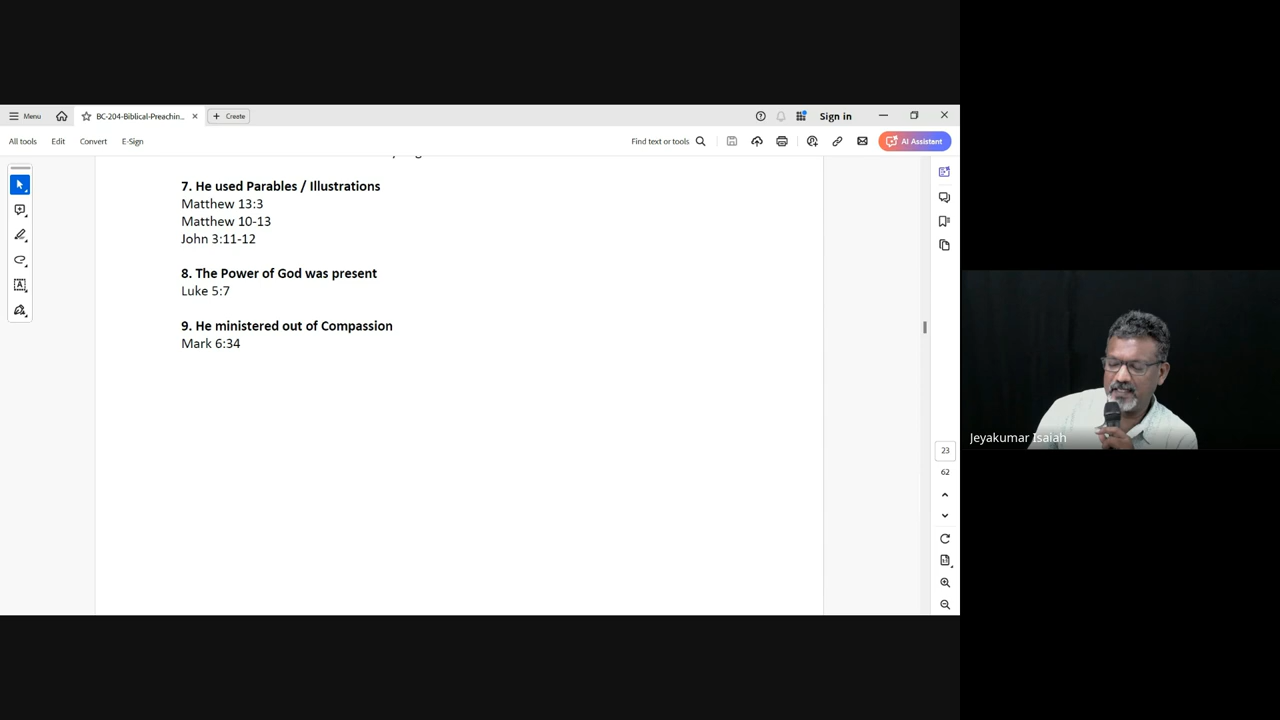 Menu
BC-204-Biblical-Preachin...
Create
Sign in
All tools
Edit
Convert
E-Sign
Find text or tools
AI Assistant
7. He used Parables / Illustrations
Matthew 13:3
Matthew 10-13
John 3:11-12
8. The Power of God was present
Luke 5:7
9. He ministered out of Compassion
Mark 6:34
23
62
Jeyakumar Isaiah